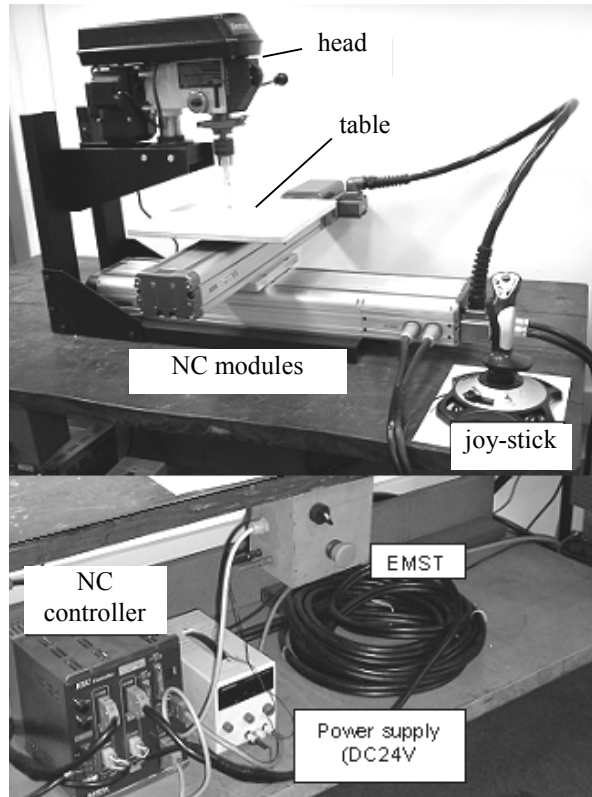 head
table
NC modules
joy-stick
EMST
NC
controller
Power supply
(DC24V